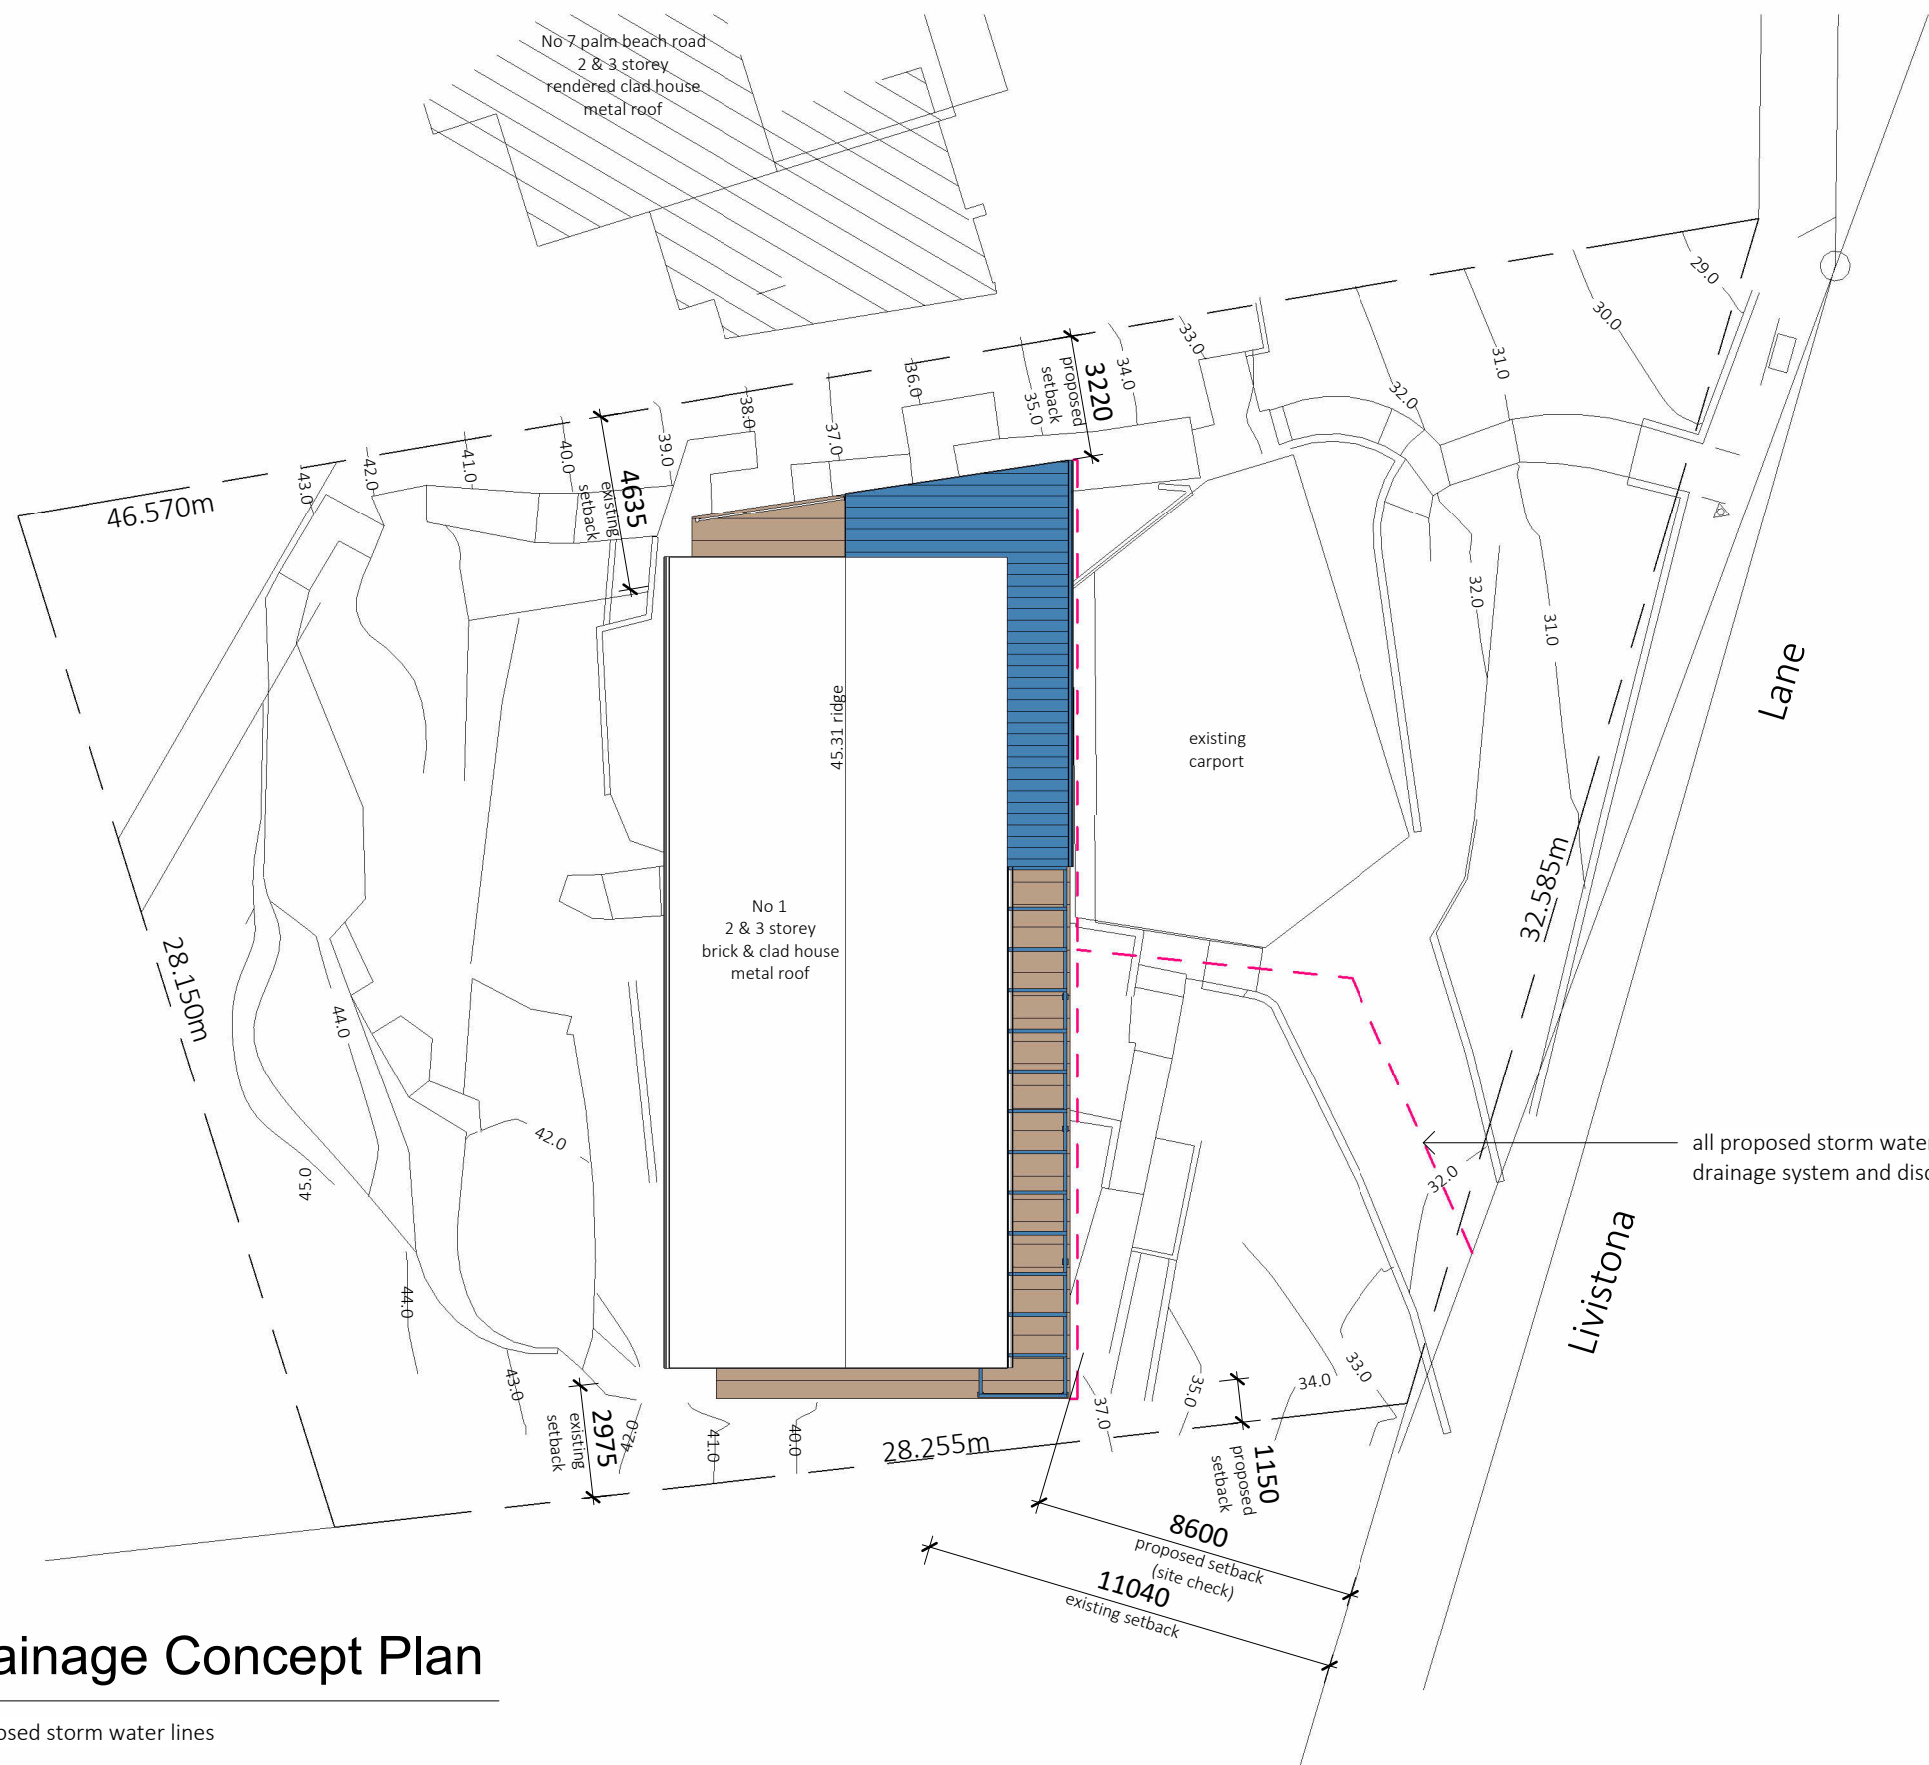 No 7 palm beach road
2 & 3 storey
rendered clad house
metal roof
29.0
30.0
31.0
32.0
33.0
34.0
3220
proposed
setback
35.0
36.0
37.0
38.0
39.0
40.0
41.0
42.0
43.0
46.570m
4635
existing
setback
32.0
31.0
Lane
45.31 ridge
existing
carport
32.585m
No 1
2 & 3 storey
brick & clad house
metal roof
28.150m
44.0
42.0
45.0
44.0
43.0
all proposed storm water
drainage system and disc
32.0
Livistona
33.0
34.0
35.0
37.0
2975
existing
setback
42.0
41.0
40.0
28.255m
1150
proposed
setback
8600
proposed setback
(site check)
11040
existing setback
ainage Concept Plan
osed storm water lines